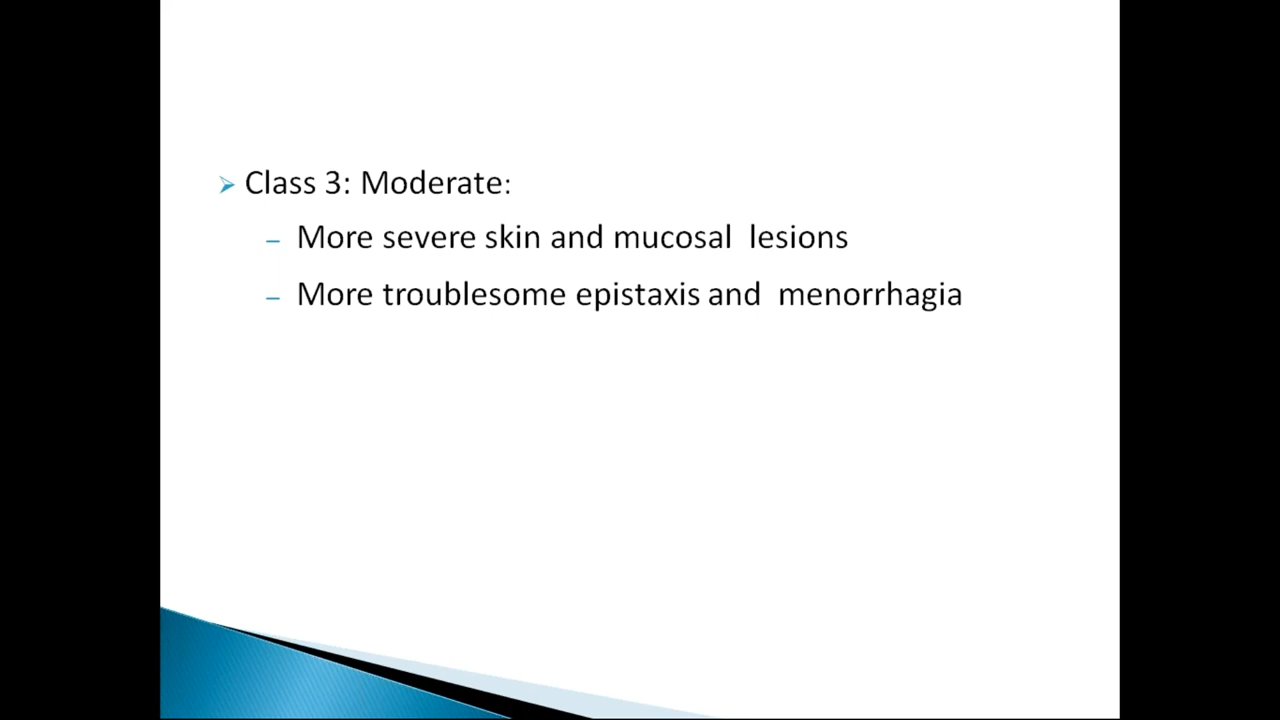 Class 3: Moderate:
– More severe skin and mucosal lesions
– More troublesome epistaxis and menorrhagia